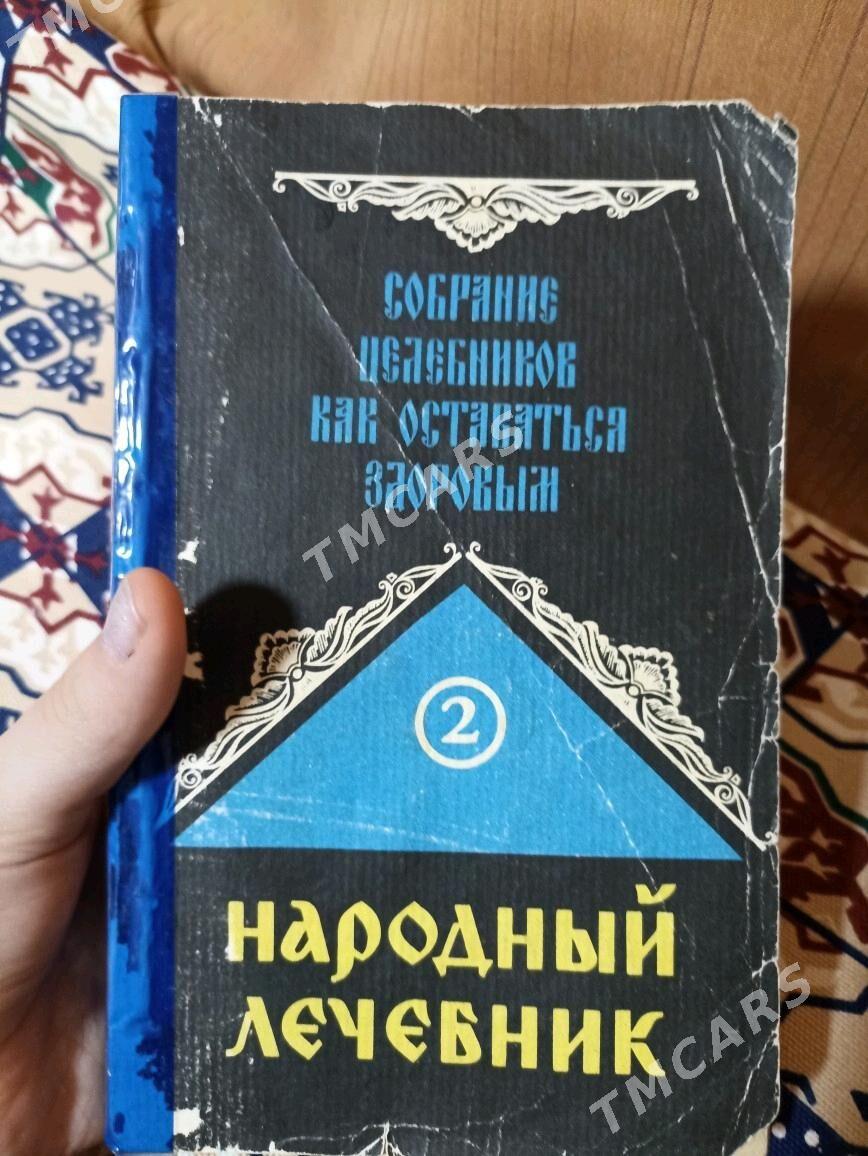 СОБРАНИЕ
ЦЕЛЕБНИКОВ
КАК ОСТАВАТЬСЯ
ЗДОРОВЫМ
2
НАРОДНЫЙ
ЛЕЧЕБНИК
TMCARS
TMCARS